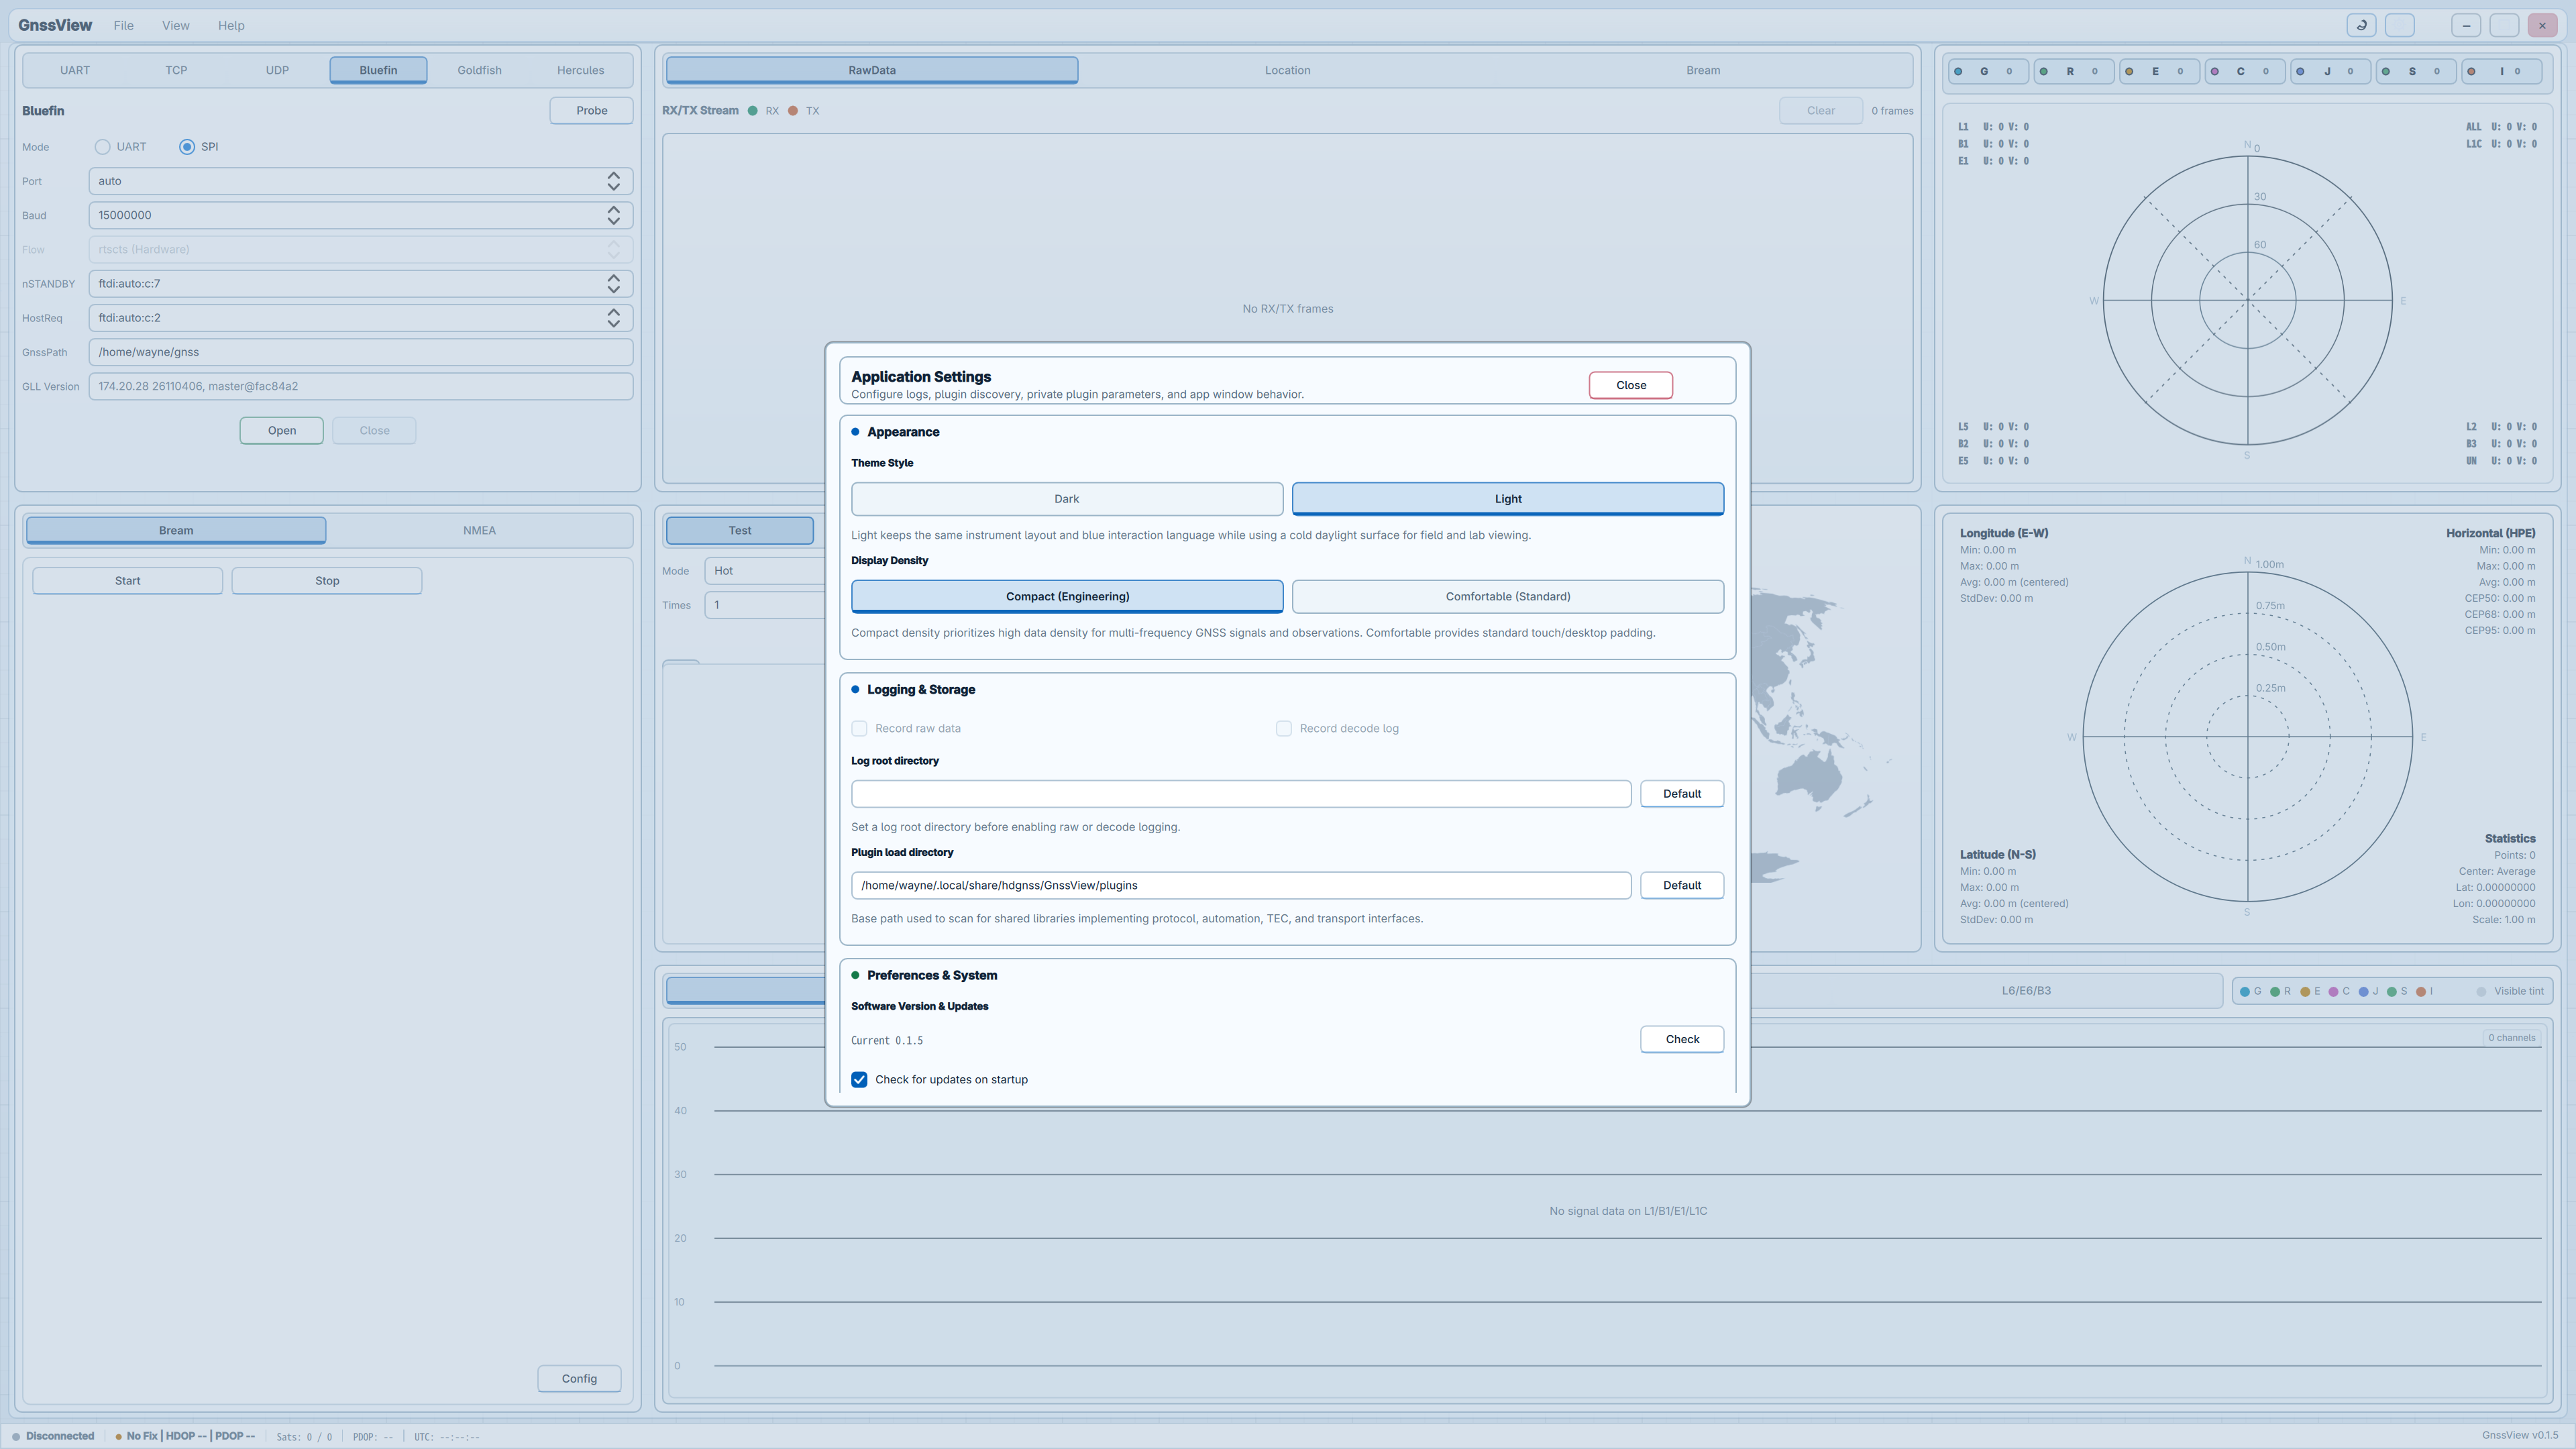 GnssView File View Help
UART TCP UDP Bluefin Goldfish Hercules
Bluefin Probe
Mode UART SPI
Port auto
Baud 15000000
Flow rtscts (Hardware)
nSTANDBY ftdi:auto:c:7
HostReq ftdi:auto:c:2
GnssPath /home/wayne/gnss
GLL Version 174.20.28 26110406, master@fac84a2
Open Close
RawData Location Bream
RX/TX Stream RX TX Clear 0 frames
No RX/TX frames
G 0 R 0 E 0 C 0 J 0 S 0 I 0
L1 U: 0 V: 0
B1 U: 0 V: 0
E1 U: 0 V: 0
ALL U: 0 V: 0
L1C U: 0 V: 0
N 0
30
60
W E
S
L5 U: 0 V: 0
B2 U: 0 V: 0
E5 U: 0 V: 0
L2 U: 0 V: 0
B3 U: 0 V: 0
UN U: 0 V: 0
Bream NMEA
Start Stop
Config
Test
Mode Hot
Times 1
Application Settings
Configure logs, plugin discovery, private plugin parameters, and app window behavior.
Close
Appearance
Theme Style
Dark Light
Light keeps the same instrument layout and blue interaction language while using a cold daylight surface for field and lab viewing.
Display Density
Compact (Engineering) Comfortable (Standard)
Compact density prioritizes high data density for multi-frequency GNSS signals and observations. Comfortable provides standard touch/desktop padding.
Logging & Storage
Record raw data Record decode log
Log root directory
Default
Set a log root directory before enabling raw or decode logging.
Plugin load directory
/home/wayne/.local/share/hdgnss/GnssView/plugins Default
Base path used to scan for shared libraries implementing protocol, automation, TEC, and transport interfaces.
Preferences & System
Software Version & Updates
Current 0.1.5 Check
Check for updates on startup
Longitude (E-W)
Min: 0.00 m
Max: 0.00 m
Avg: 0.00 m (centered)
StdDev: 0.00 m
Horizontal (HPE)
Min: 0.00 m
Max: 0.00 m
Avg: 0.00 m
CEP50: 0.00 m
CEP68: 0.00 m
CEP95: 0.00 m
N 1.00m
0.75m
0.50m
0.25m
W E
S
Latitude (N-S)
Min: 0.00 m
Max: 0.00 m
Avg: 0.00 m (centered)
StdDev: 0.00 m
Statistics
Points: 0
Center: Average
Lat: 0.00000000
Lon: 0.00000000
Scale: 1.00 m
L6/E6/B3
G R E C J S I Visible tint
0 channels
50
40
30
20
10
0
No signal data on L1/B1/E1/L1C
Disconnected No Fix | HDOP -- | PDOP -- Sats: 0 / 0 PDOP: -- UTC: --:--:-- GnssView v0.1.5